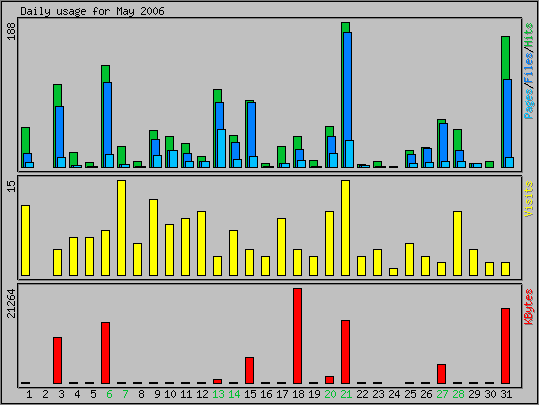 Daily usage for May 2006
188
Pages/Files/Hits
15
Visits
21264
KBytes
1 2 3 4 5 6 7 8 9 10 11 12 13 14 15 16 17 18 19 20 21 22 23 24 25 26 27 28 29 30 31